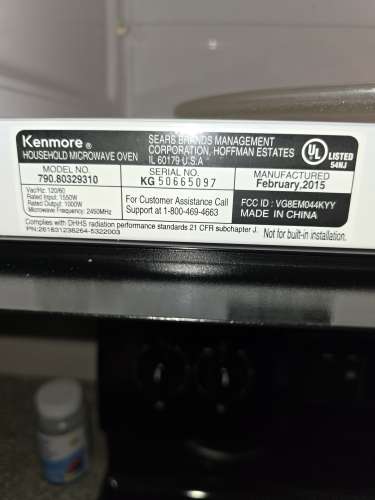 Kenmore®
HOUSEHOLD MICROWAVE OVEN
SEARS BRANDS MANAGEMENT
CORPORATION, HOFFMAN ESTATES
IL 60179 U.S.A
UL LISTED
54NJ
MODEL NO.
790.80329310
SERIAL NO.
KG 50665097
MANUFACTURED
February.2015
Vac/Hz: 120/60
Rated Input: 1550W
Rated Output: 1000W
Microwave Frequency: 2450MHz
For Customer Assistance Call
Support at 1-800-469-4663
FCC ID : VG8EM044KYY
MADE IN CHINA
Complies with DHHS radiation performance standards 21 CFR subchapter J.
Not for built-in installation.
PN:261831238264-5322003